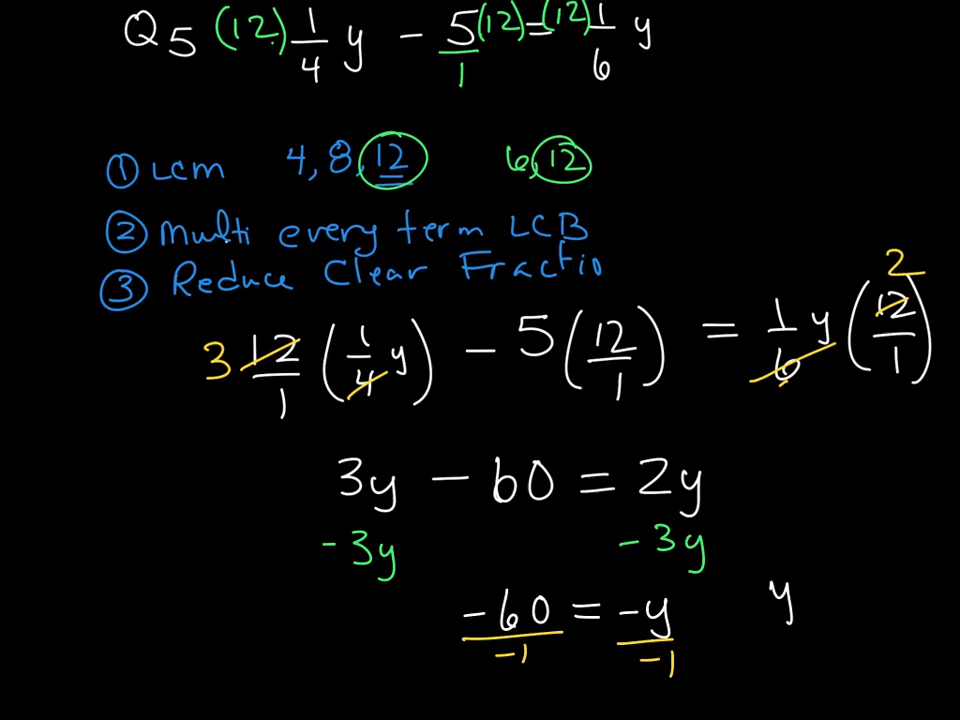 Q5 (12) 1/4 y - 5/1 (12) = (12) 1/6 y
① LCM 4, 8, 12 6, 12
② Multi every term LCB
③ Reduce Clear Fractio
3 12/1 (1/4 y) - 5 (12/1) = 1/6 y (12/1) 2
3y - 60 = 2y
-3y -3y
-60 = -y y
-1 -1